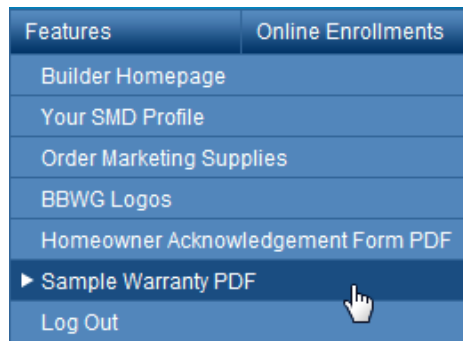 Features Online Enrollments
Builder Homepage
Your SMD Profile
Order Marketing Supplies
BBWG Logos
Homeowner Acknowledgement Form PDF
Sample Warranty PDF
Log Out